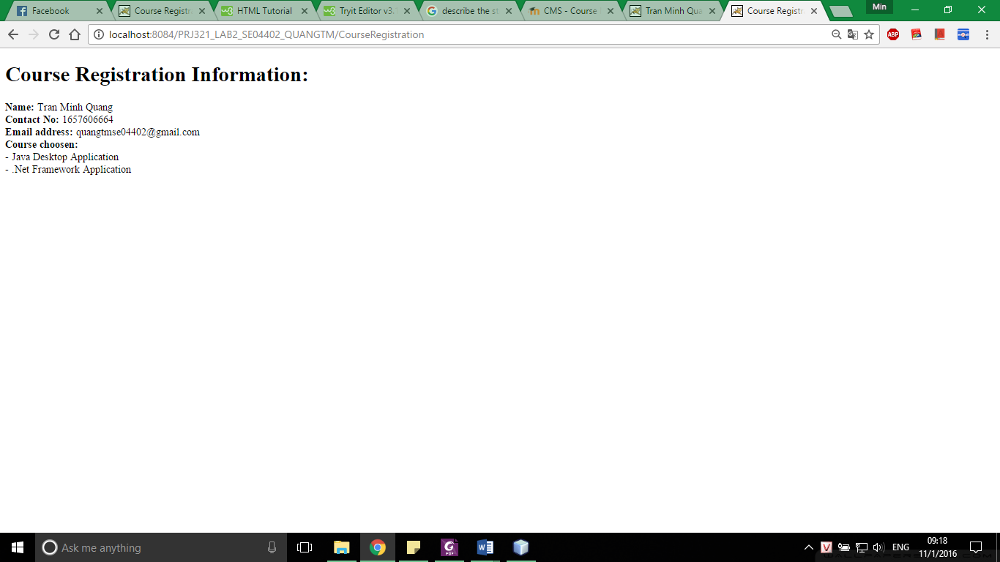 Facebook
Course Registr
HTML Tutorial
Tryit Editor v3.
describe the st
CMS - Course
Tran Minh Qua
Course Registr
Min
localhost:8084/PRJ321_LAB2_SE04402_QUANGTM/CourseRegistration
ABP
Course Registration Information:
Name: Tran Minh Quang
Contact No: 1657606664
Email address: quangtmse04402@gmail.com
Course choosen:
- Java Desktop Application
- .Net Framework Application
Ask me anything
PDF
V
ENG
09:18
11/1/2016